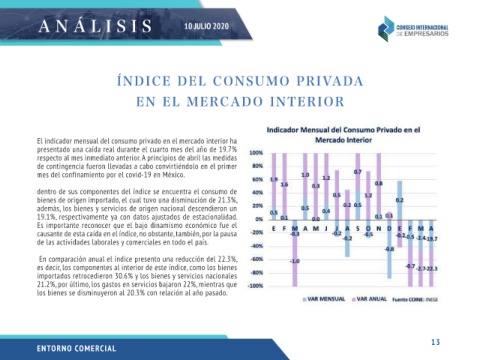 ANÁLISIS
10 JULIO 2020
CONSEJO INTERNACIONAL
DE EMPRESARIOS
ÍNDICE DEL CONSUMO PRIVADA
EN EL MERCADO INTERIOR
El indicador mensual del consumo privado en el mercado interior ha
presentado una caída real durante el cuarto mes del año de 19.7%
respecto al mes inmediato anterior. A principios de abril las medidas
de contingencia fueron llevadas a cabo convirtiéndolo en el primer
mes del confinamiento por el covid-19 en México.
dentro de sus componentes del índice se encuentra el consumo de
bienes de origen importado, el cual tuvo una disminución de 21.3%,
además, los bienes y servicios de origen nacional descendieron un
19,1%, respectivamente ya con datos ajustados de estacionalidad.
Es importante reconocer que el bajo dinamismo económico fue el
causante de esta caída en el índice, no obstante, también, por la pausa
de las actividades laborales y comerciales en todo el país.
En comparación anual el índice presento una reducción del 22.3%,
es decir, los componentes al interior de este índice, como los bienes
importados retrocedieron 30.6% y los bienes y servicios nacionales
21.2%, por último, los gastos en servicios bajaron 22%, mientras que
los bienes se disminuyeron al 20.3% con relación al año pasado.
Indicador Mensual del Consumo Privado en el
Mercado Interior
100%
80%
60%
40%
20%
0%
-20%
-40%
-60%
-80%
-100%
1.9
1.6
1.0
1.2
0.3
0.5
0.7
1.2
0.8
0.2
0.5
0.1
0.5
0.0
0.4
0.2
0.5
0.1
0.1
E F M A M J J A S O N D E F M A
-0.3
-1.0
-0.2
-0.2
-0.5
-0.8
-0.2
-0.5
-2.4
-19.7
-0.7
-2.7
-22.3
VAR MENSUAL
VAR ANUAL
Fuente COINE: INEGI
ENTORNO COMERCIAL
13